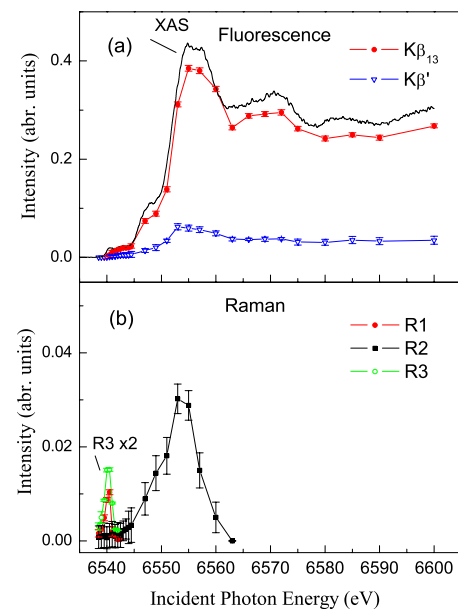 XAS
(a)
Fluorescence
Kβ₁₃
Kβ'
Intensity (abr. units)
0.4
0.2
0.0
(b)
Raman
R1
R2
R3
R3 x2
Intensity (abr. units)
0.04
0.02
0.00
6540 6550 6560 6570 6580 6590 6600
Incident Photon Energy (eV)